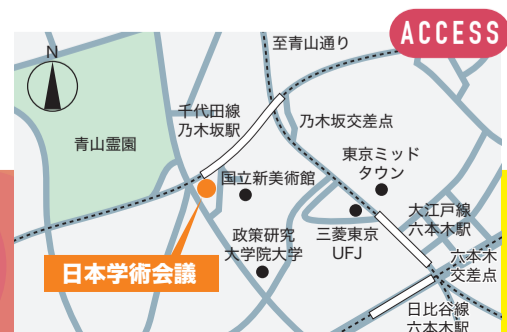 ACCESS
N
至青山通り
千代田線
乃木坂駅
乃木坂交差点
青山霊園
東京ミッド
タウン
国立新美術館
大江戸線
六本木駅
政策研究
大学院大学
三菱東京
UFJ
日本学術会議
六本木
交差点
日比谷線
六本木駅